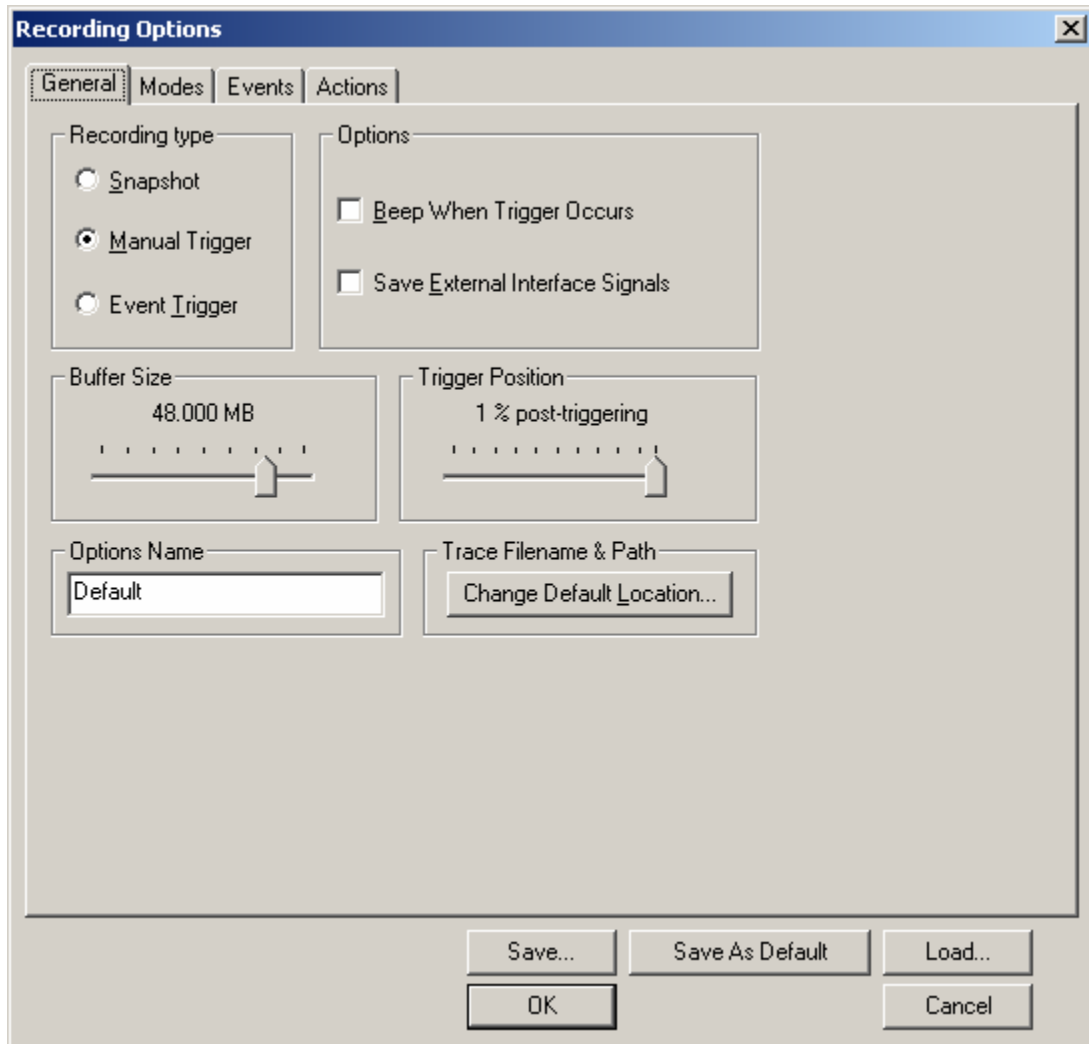 Recording Options
General Modes Events Actions
Recording type
Snapshot
Manual Trigger
Event Trigger
Options
Beep When Trigger Occurs
Save External Interface Signals
Buffer Size
48.000 MB
Trigger Position
1 % post-triggering
Options Name
Default
Trace Filename & Path
Change Default Location...
Save... Save As Default Load...
OK Cancel